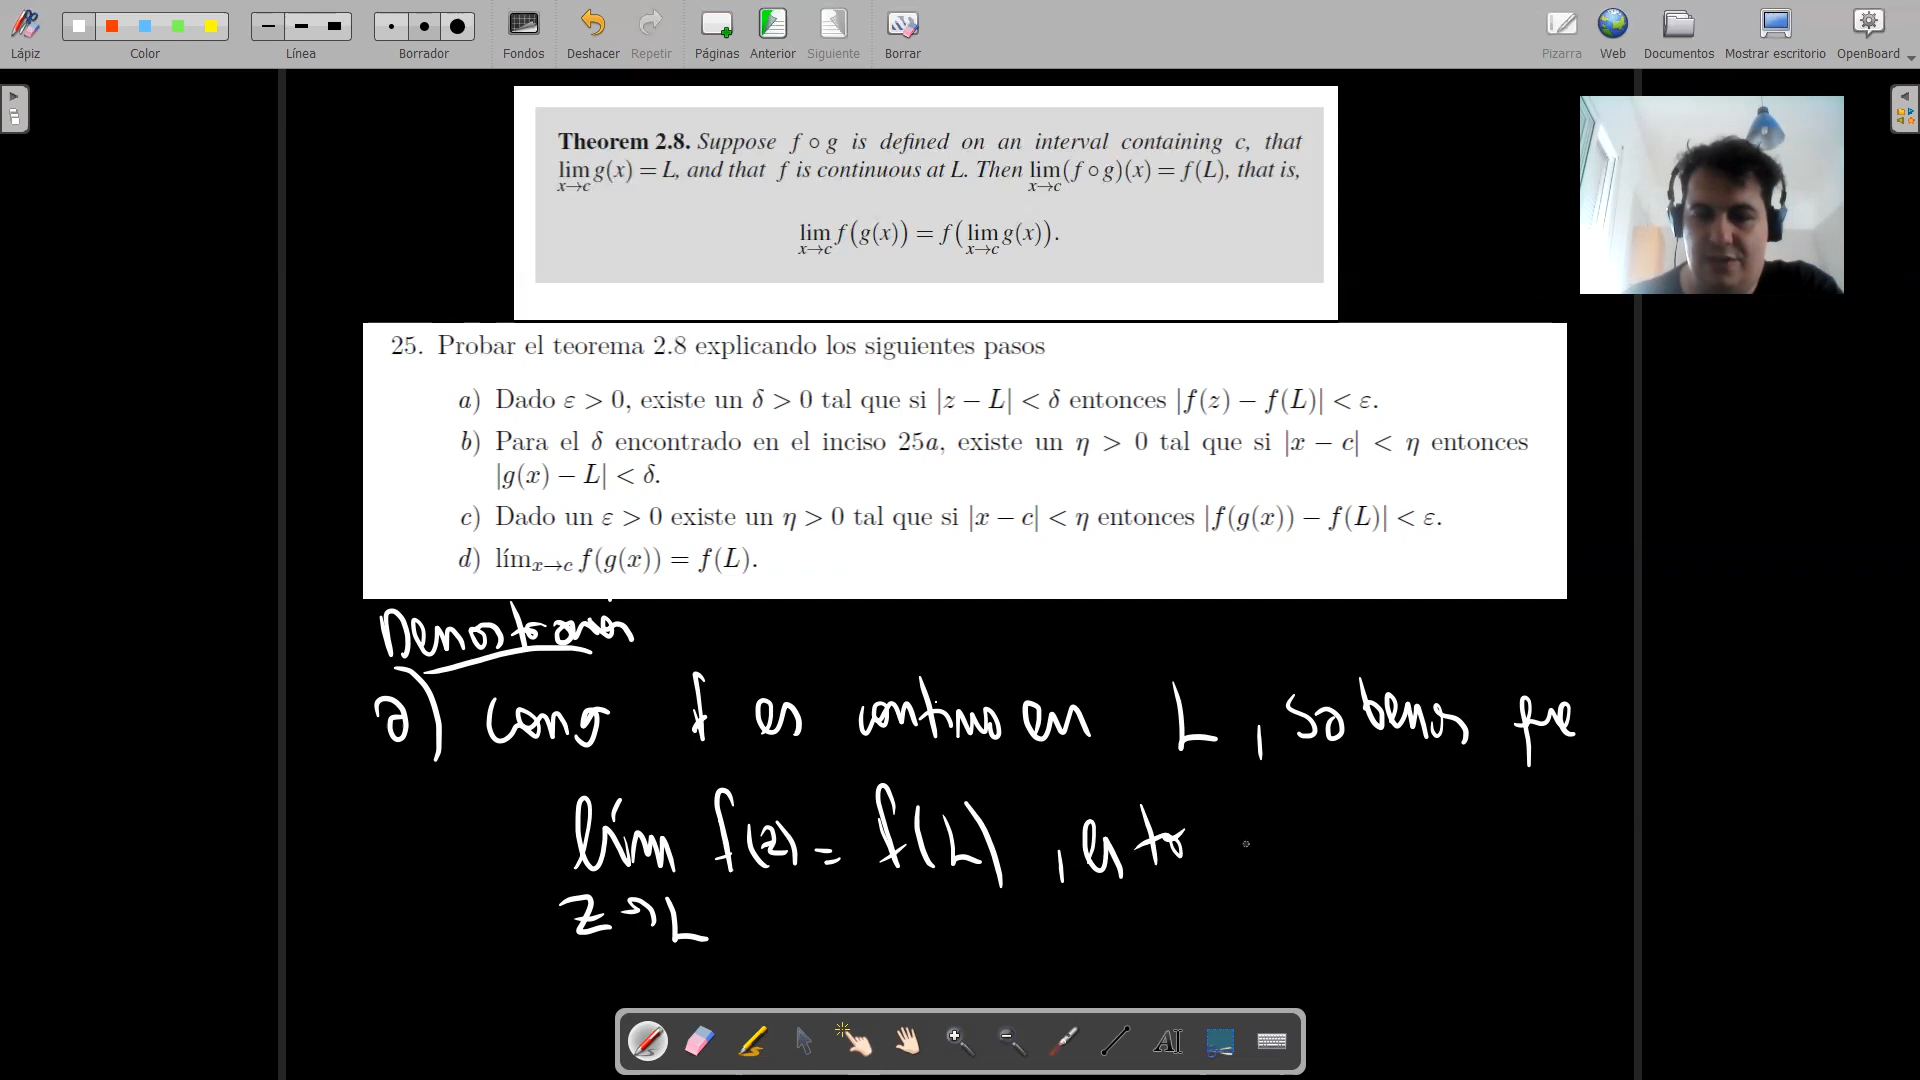 Lápiz Color Línea Borrador Fondos Deshacer Repetir Páginas Anterior Siguiente Borrar Pizarra Web Documentos Mostrar escritorio OpenBoard
Theorem 2.8. Suppose f ∘ g is defined on an interval containing c, that
lim x→c g(x) = L, and that f is continuous at L. Then lim x→c (f ∘ g)(x) = f(L), that is,
lim x→c f(g(x)) = f(lim x→c g(x)).
25. Probar el teorema 2.8 explicando los siguientes pasos
a) Dado ε > 0, existe un δ > 0 tal que si |z − L| < δ entonces |f(z) − f(L)| < ε.
b) Para el δ encontrado en el inciso 25a, existe un η > 0 tal que si |x − c| < η entonces
|g(x) − L| < δ.
c) Dado un ε > 0 existe un η > 0 tal que si |x − c| < η entonces |f(g(x)) − f(L)| < ε.
d) lím x→c f(g(x)) = f(L).
Demostración
a) Como f es continua en L, sabemos que
lím f(z) = f(L), esto
z→L
AI